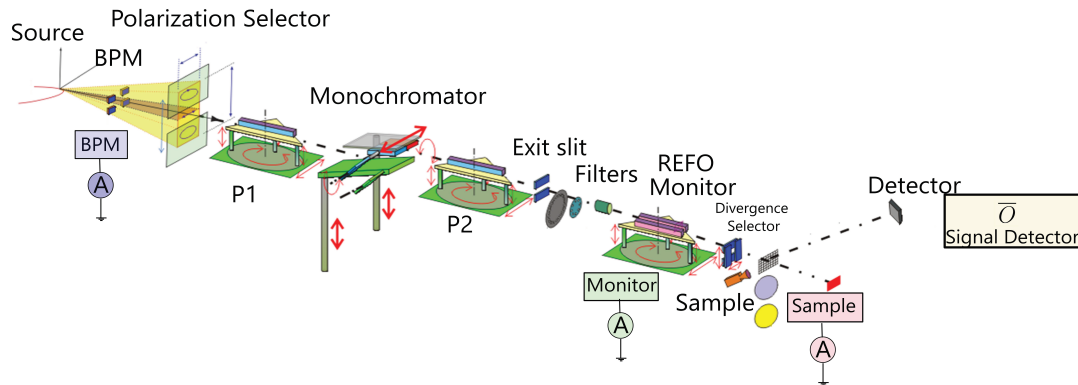 Polarization Selector
Source
BPM
Monochromator
BPM
A
P1
P2
Exit slit
Filters
REFO
Monitor
Divergence
Selector
Detector
O
Signal Detector
Monitor
A
Sample
Sample
A